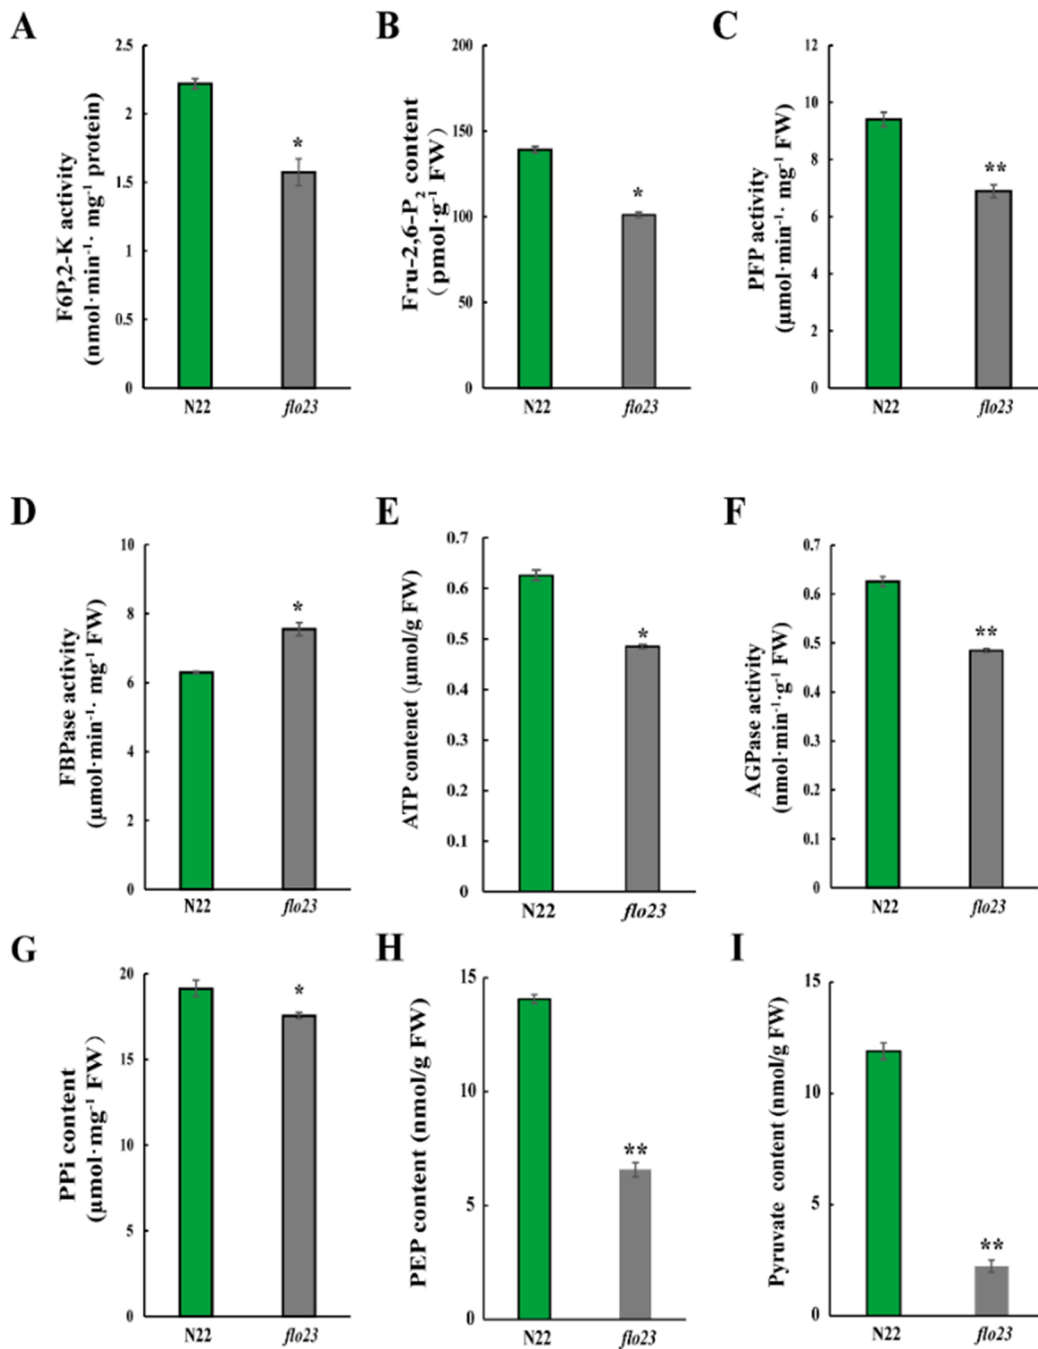 A
F6P,2-K activity
(nmol·min⁻¹· mg⁻¹ protein)
2.5
2
1.5
1
0.5
0
*
N22
flo23
B
Fru-2,6-P₂ content
(pmol·g⁻¹ FW)
200
150
100
50
0
*
N22
flo23
C
PFP activity
(μmol·min⁻¹· mg⁻¹ FW)
12
10
8
6
4
2
0
**
N22
flo23
D
FBPase activity
(μmol·min⁻¹· mg⁻¹ FW)
10
8
6
4
2
0
*
N22
flo23
E
ATP contenet (μmol/g FW)
0.7
0.6
0.5
0.4
0.3
0.2
0.1
0
*
N22
flo23
F
AGPase activity
(nmol·min⁻¹·g⁻¹ FW)
0.7
0.6
0.5
0.4
0.3
0.2
0.1
0
**
N22
flo23
G
PPi content
(μmol·mg⁻¹ FW)
20
15
10
5
0
*
N22
flo23
H
PEP content (nmol/g FW)
15
10
5
0
**
N22
flo23
I
Pyruvate content (nmol/g FW)
15
10
5
0
**
N22
flo23